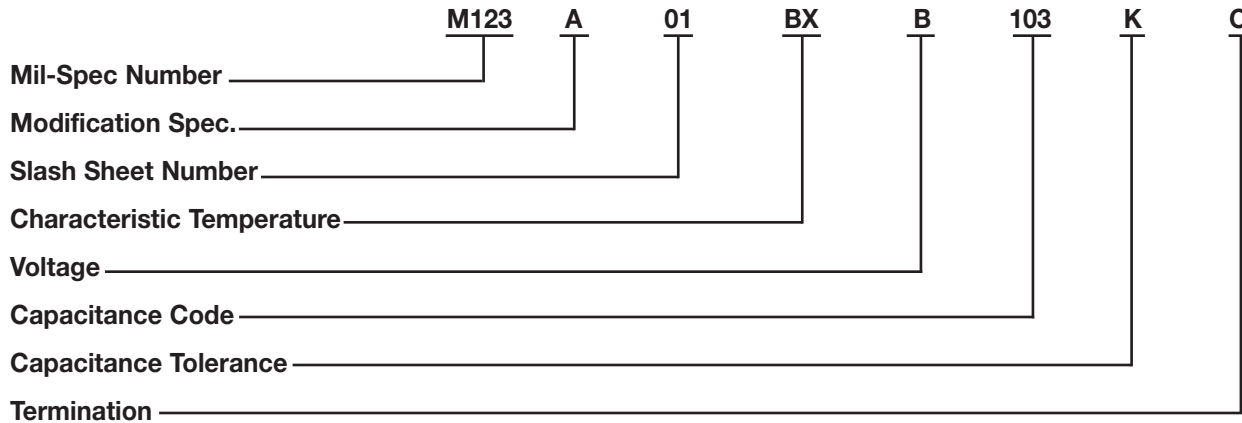 M123 A 01 BX B 103 K
Mil-Spec Number
Modification Spec.
Slash Sheet Number
Characteristic Temperature
Voltage
Capacitance Code
Capacitance Tolerance
Termination